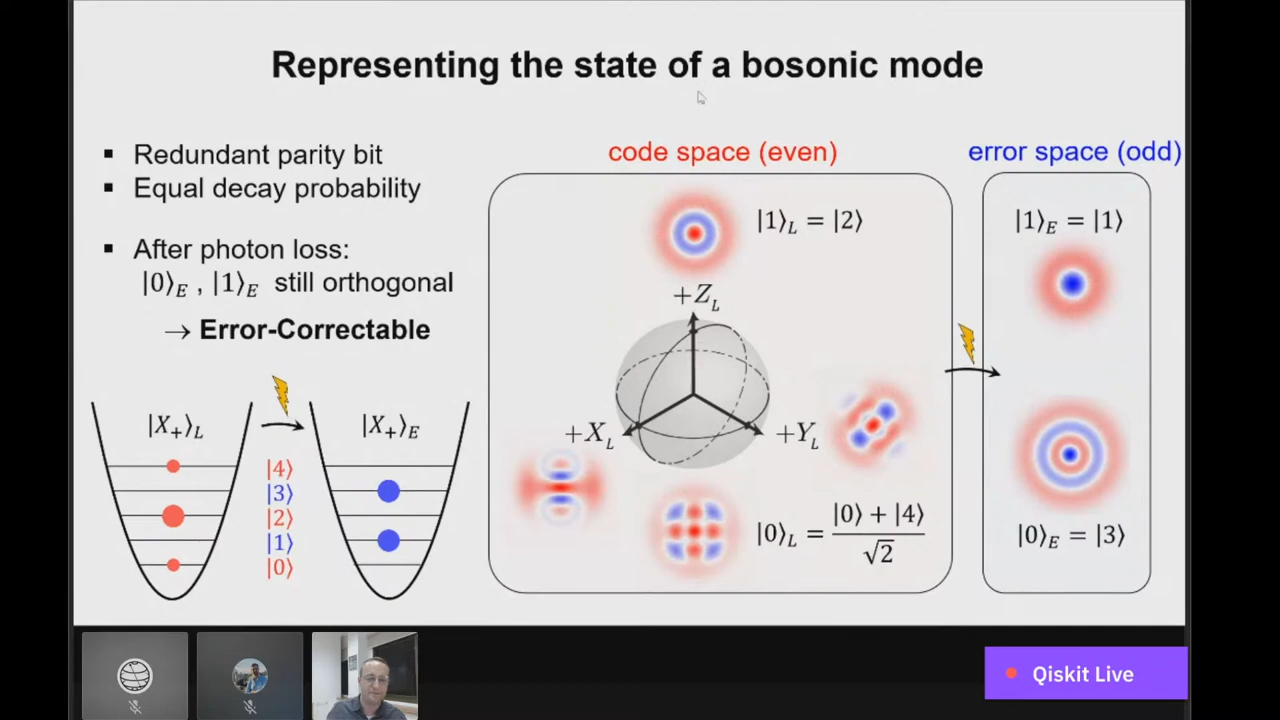 Representing the state of a bosonic mode
▪ Redundant parity bit
▪ Equal decay probability
▪ After photon loss:
|0⟩_E , |1⟩_E still orthogonal
→ Error-Correctable
|X₊⟩_L
|X₊⟩_E
|4⟩
|3⟩
|2⟩
|1⟩
|0⟩
code space (even)
|1⟩_L = |2⟩
+Z_L
+X_L
+Y_L
|0⟩_L = (|0⟩ + |4⟩)/√2
error space (odd)
|1⟩_E = |1⟩
|0⟩_E = |3⟩
Qiskit Live